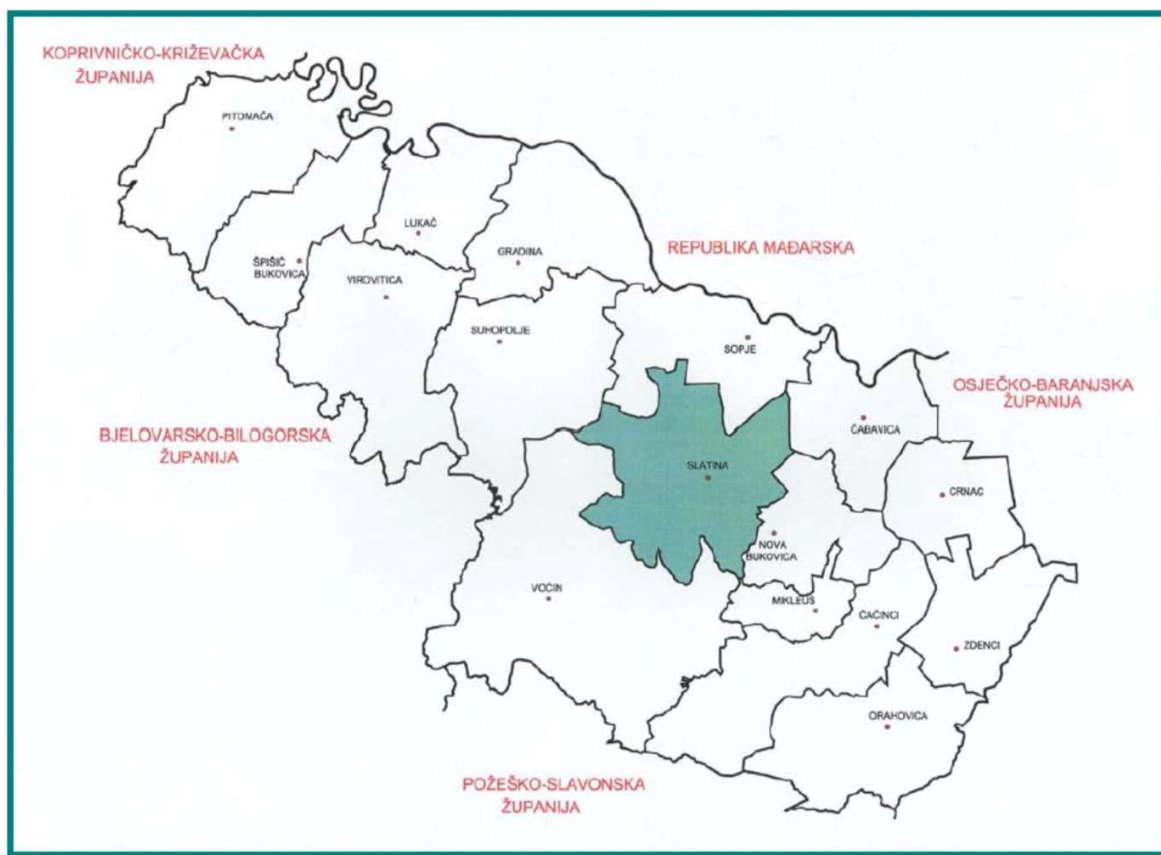 KOPRIVNIČKO-KRIŽEVAČKA
ŽUPANIJA
PITOMAČA
LUKAČ
ŠPIŠIĆ
BUKOVICA
VIROVITICA
GRADINA
REPUBLIKA MAĐARSKA
SUHOPOLJE
SOPJE
OSJEČKO-BARANJSKA
ŽUPANIJA
BJELOVARSKO-BILOGORSKA
ŽUPANIJA
ČAĐAVICA
SLATINA
CRNAC
NOVA
BUKOVICA
VOĆIN
MIKLEUŠ
ČAČINCI
ZDENCI
ORAHOVICA
POŽEŠKO-SLAVONSKA
ŽUPANIJA